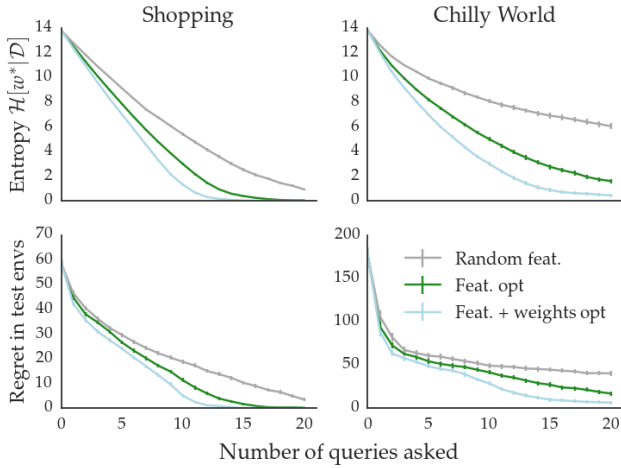 Shopping
Chilly World
Entropy H[w*|D]
14
12
10
8
6
4
2
0
14
12
10
8
6
4
2
0
Regret in test envs
70
60
50
40
30
20
10
0
0 5 10 15 20
200
150
100
50
0
0 5 10 15 20
Random feat.
Feat. opt
Feat. + weights opt
Number of queries asked